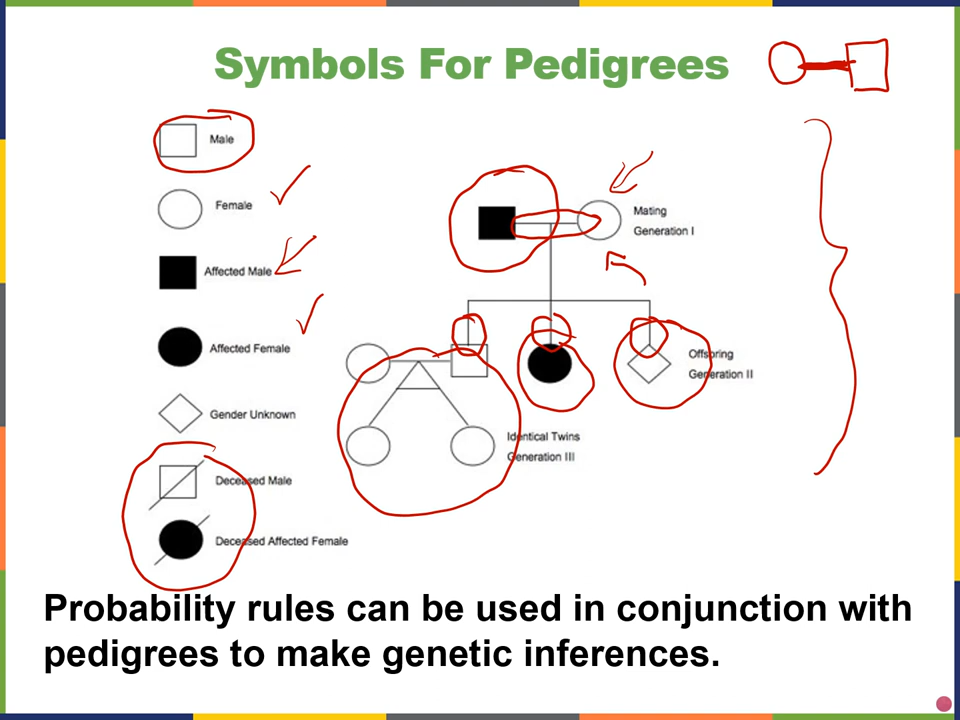 Symbols For Pedigrees
Male
Female
Affected Male
Affected Female
Gender Unknown
Deceased Male
Deceased Affected Female
Mating
Generation I
Offspring
Generation II
Identical Twins
Generation III
Probability rules can be used in conjunction with
pedigrees to make genetic inferences.